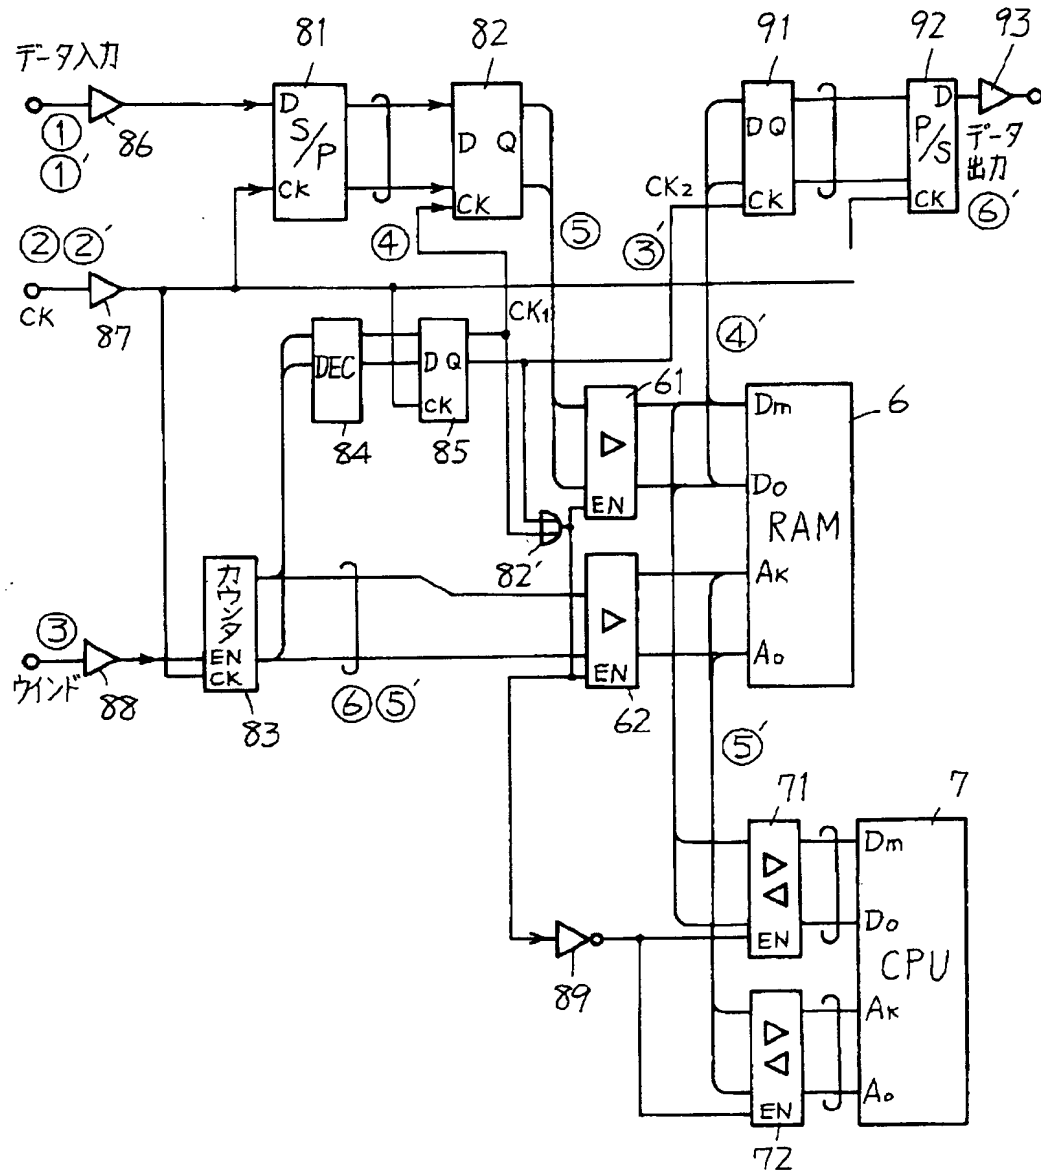 81
82
91
92
93
データ入力
D
S/P
CK
D Q
CK
D Q
CK
D
P/S
CK
データ
出力
⑥′
①
①′
86
CK₂
③′
④
⑤
②②′
CK
87
CK₁
④′
DEC
84
D Q
CK
85
61
▷
EN
6
Dm
Do
RAM
AK
Ao
82′
カウンタ
EN
CK
83
③
ウインド
88
⑥⑤′
▷
EN
62
⑤′
71
▷
◁
EN
7
Dm
Do
CPU
AK
Ao
89
▷
◁
EN
72